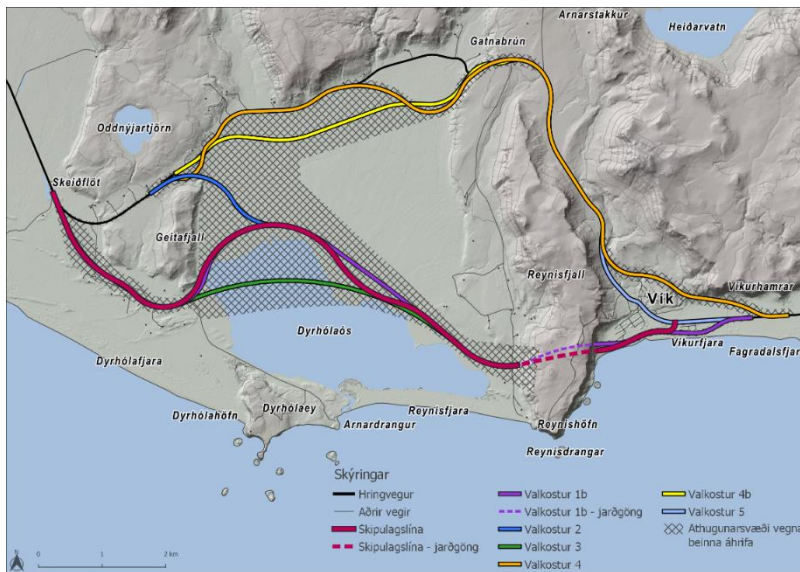 Arnarstakkur
Heiðarvatn
Gatnabrún
Oddnýjartjörn
Skeiðflöt
Geitafjall
Reynisfjall
Víkurhamrar
Vík
Dyrhólaós
Víkurfjara
Fagradalsfjar
Dyrhólafjara
Dyrhólahöfn
Dyrhólaey
Arnardrangur
Reynisfjara
Reynishöfn
Reynisdrangar
Skýringar
Hringvegur
Aðrir vegir
Skipulagslína
Skipulagslína - jarðgöng
Valkostur 1b
Valkostur 1b - jarðgöng
Valkostur 2
Valkostur 3
Valkostur 4
Valkostur 4b
Valkostur 5
Athugunarsvæði vegna
beinna áhrifa
0 1 2 km